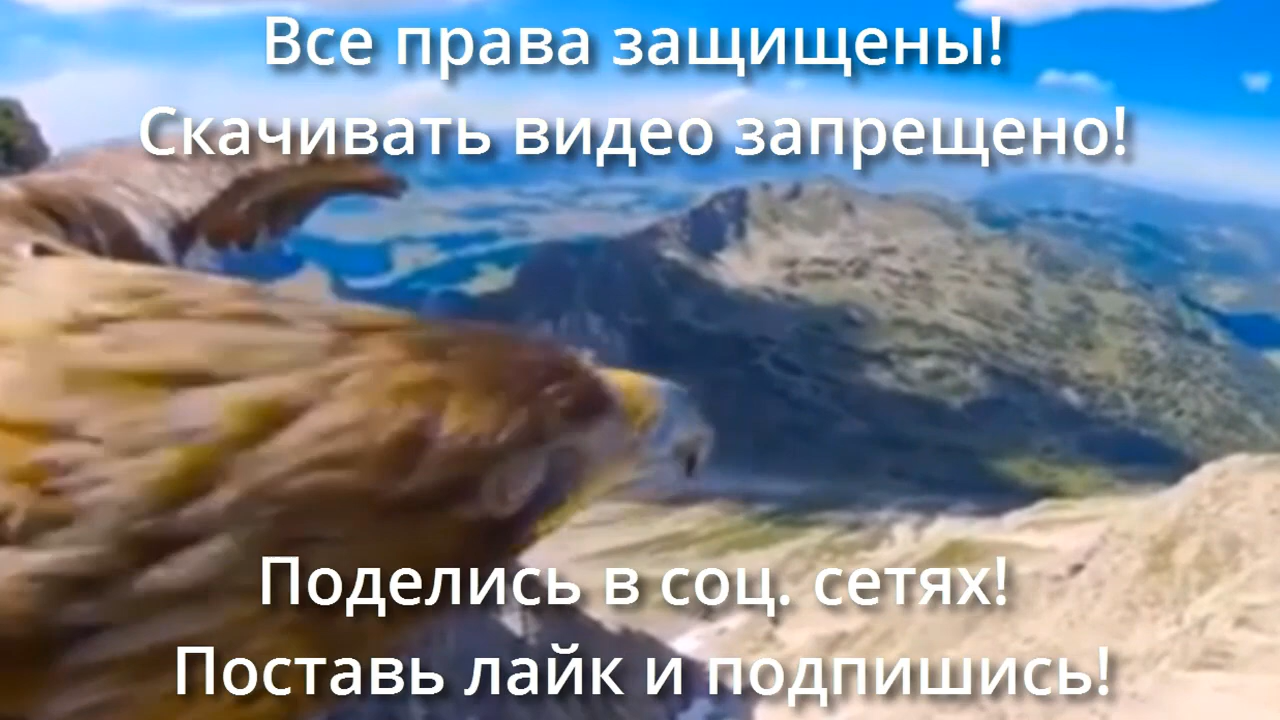 Все права защищены!
Скачивать видео запрещено!
Поделись в соц. сетях!
Поставь лайк и подпишись!